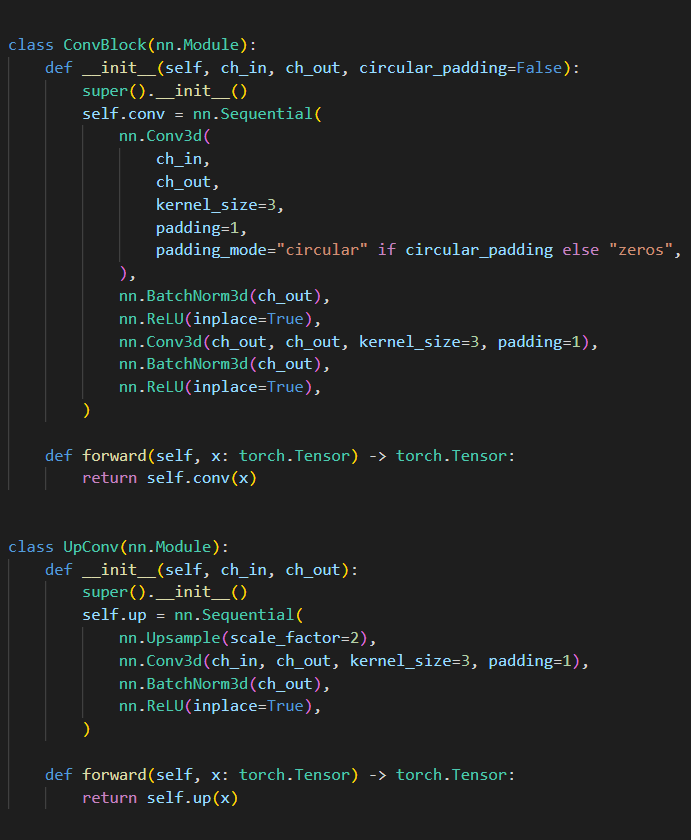 class ConvBlock(nn.Module):
    def __init__(self, ch_in, ch_out, circular_padding=False):
        super().__init__()
        self.conv = nn.Sequential(
            nn.Conv3d(
                ch_in,
                ch_out,
                kernel_size=3,
                padding=1,
                padding_mode="circular" if circular_padding else "zeros",
            ),
            nn.BatchNorm3d(ch_out),
            nn.ReLU(inplace=True),
            nn.Conv3d(ch_out, ch_out, kernel_size=3, padding=1),
            nn.BatchNorm3d(ch_out),
            nn.ReLU(inplace=True),
        )

    def forward(self, x: torch.Tensor) -> torch.Tensor:
        return self.conv(x)


class UpConv(nn.Module):
    def __init__(self, ch_in, ch_out):
        super().__init__()
        self.up = nn.Sequential(
            nn.Upsample(scale_factor=2),
            nn.Conv3d(ch_in, ch_out, kernel_size=3, padding=1),
            nn.BatchNorm3d(ch_out),
            nn.ReLU(inplace=True),
        )

    def forward(self, x: torch.Tensor) -> torch.Tensor:
        return self.up(x)